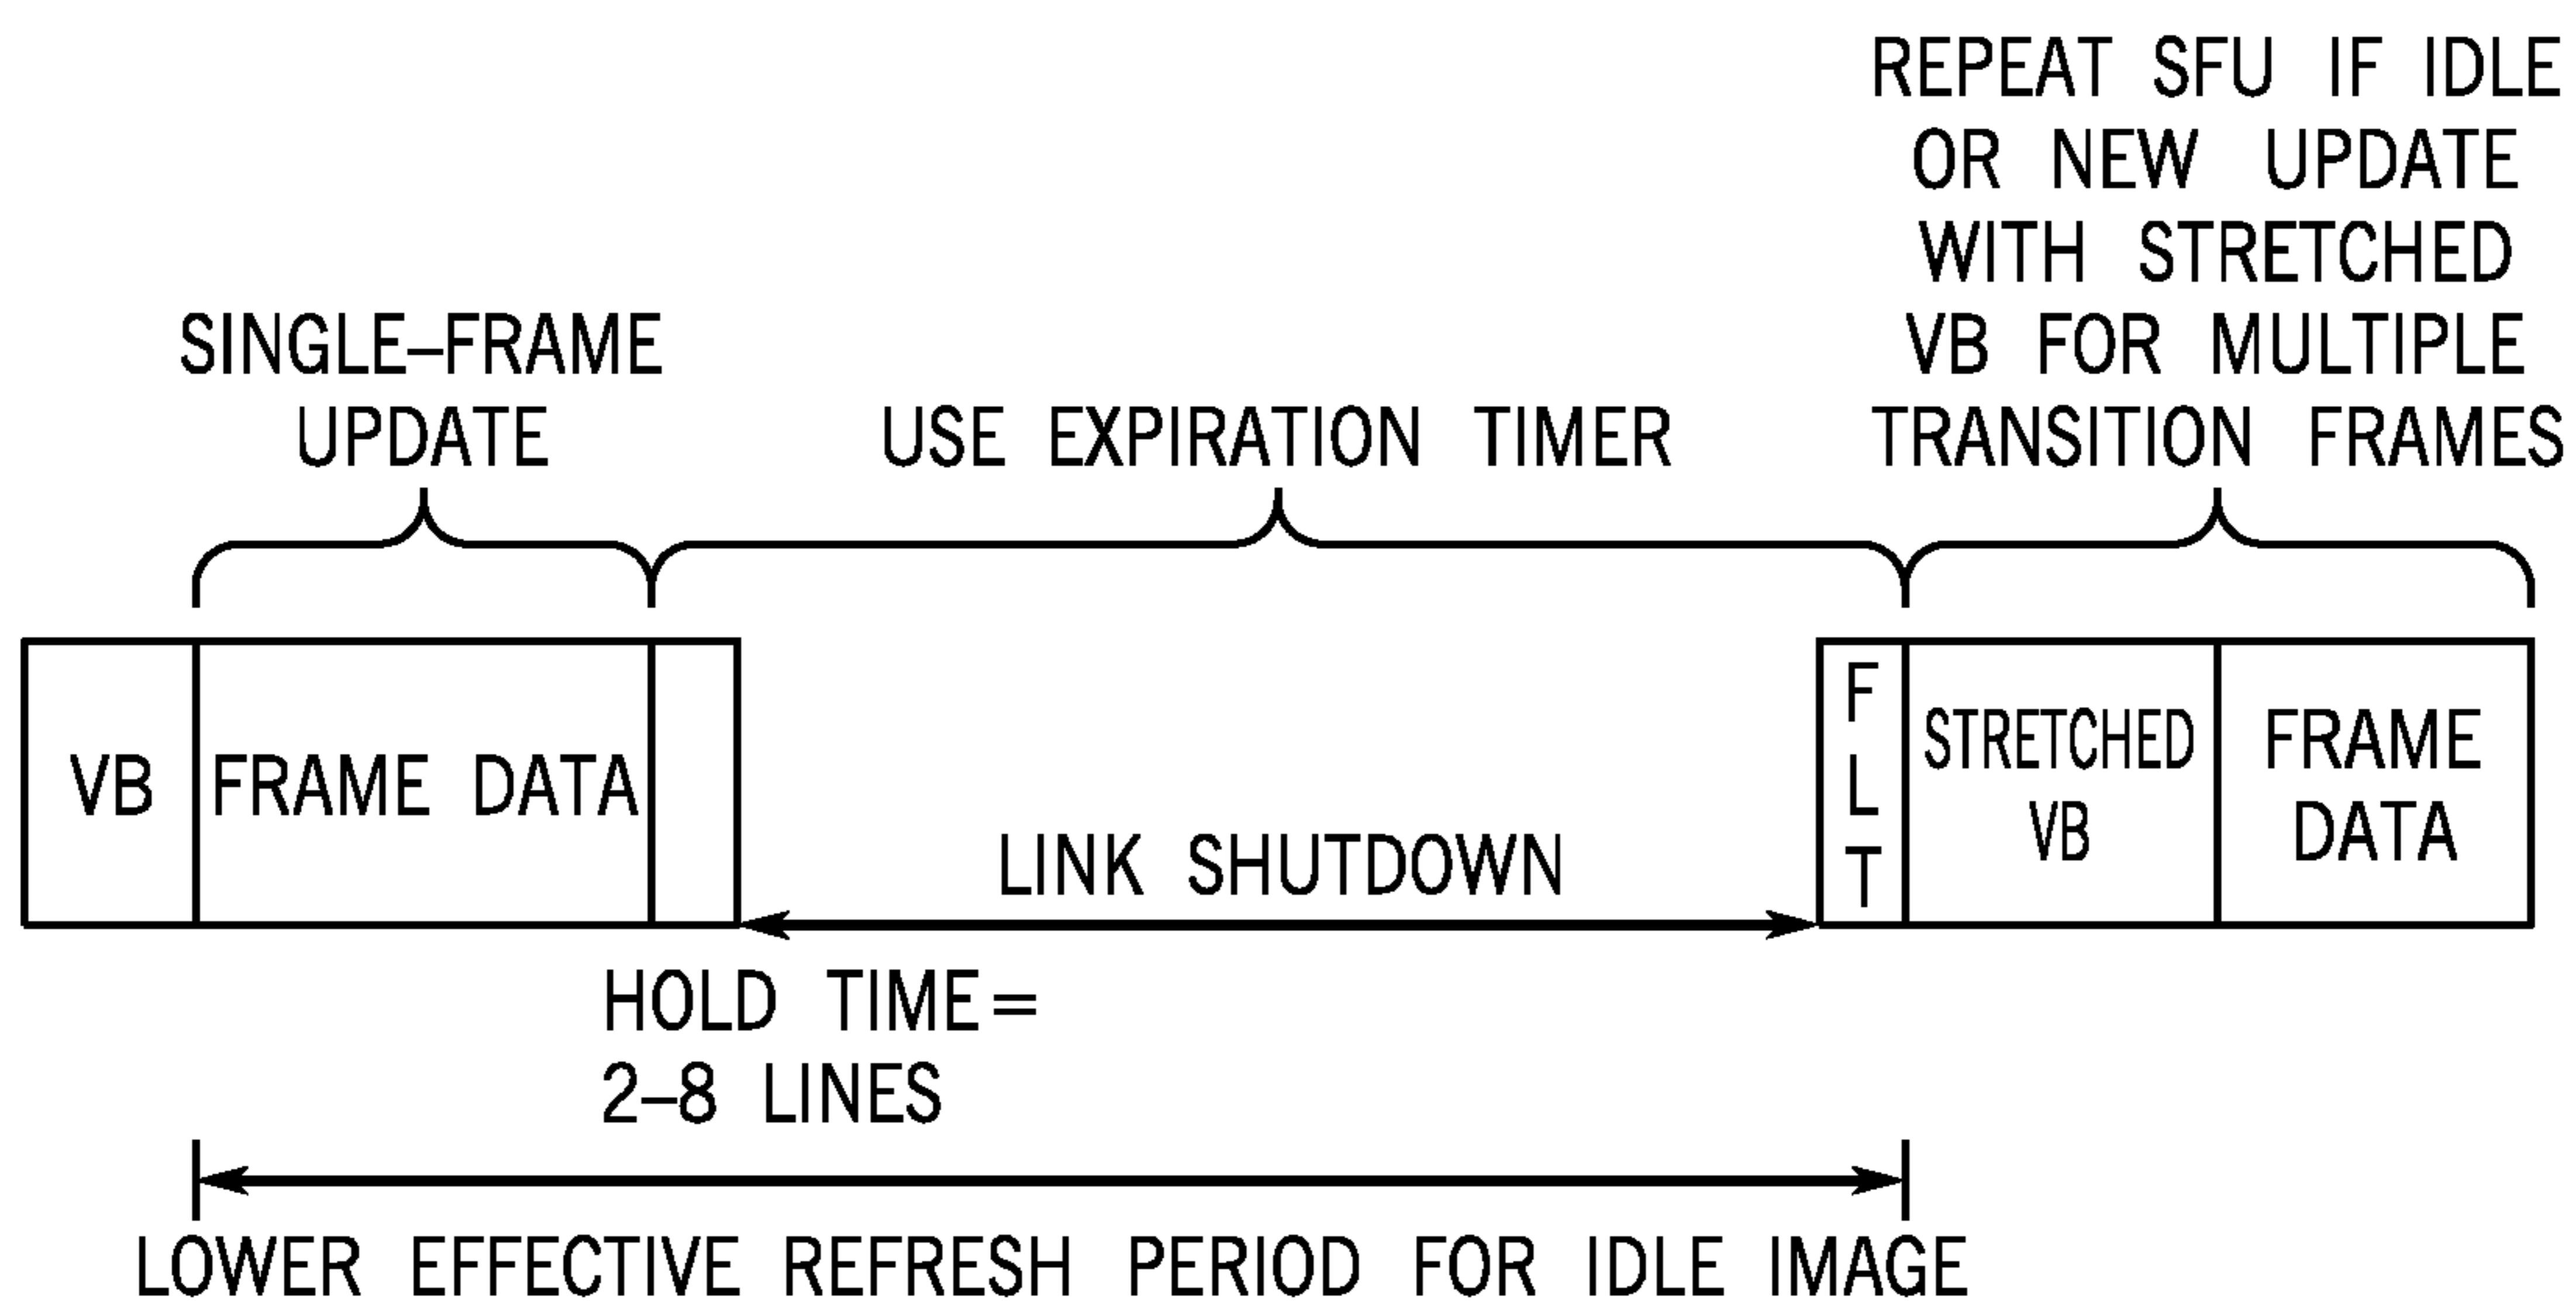 REPEAT SFU IF IDLE
OR NEW UPDATE
WITH STRETCHED
VB FOR MULTIPLE
TRANSITION FRAMES
SINGLE–FRAME
UPDATE
USE EXPIRATION TIMER
VB
FRAME DATA
LINK SHUTDOWN
F
L
T
STRETCHED
VB
FRAME
DATA
HOLD TIME=
2–8 LINES
LOWER EFFECTIVE REFRESH PERIOD FOR IDLE IMAGE